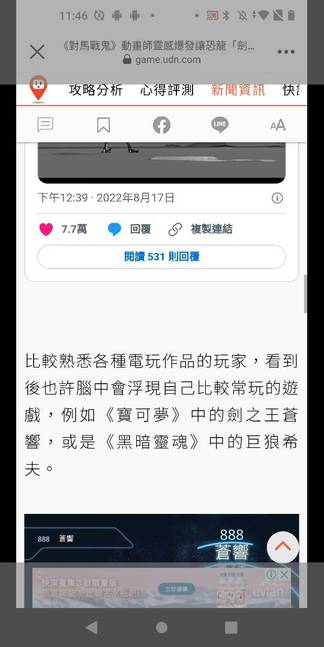 11:46
《對馬戰鬼》動畫師靈感爆發讓恐龍「劍...
game.udn.com
攻略分析 心得評測 新聞資訊 快訊
LINE
AA
下午12:39 · 2022年8月17日
7.7萬 回覆 複製連結
閱讀 531 則回覆
比較熟悉各種電玩作品的玩家，看到
後也許腦中會浮現自己比較常玩的遊
戲，例如《寶可夢》中的劍之王蒼
響，或是《黑暗靈魂》中的巨狼希
夫。
888 蒼響
888
蒼響